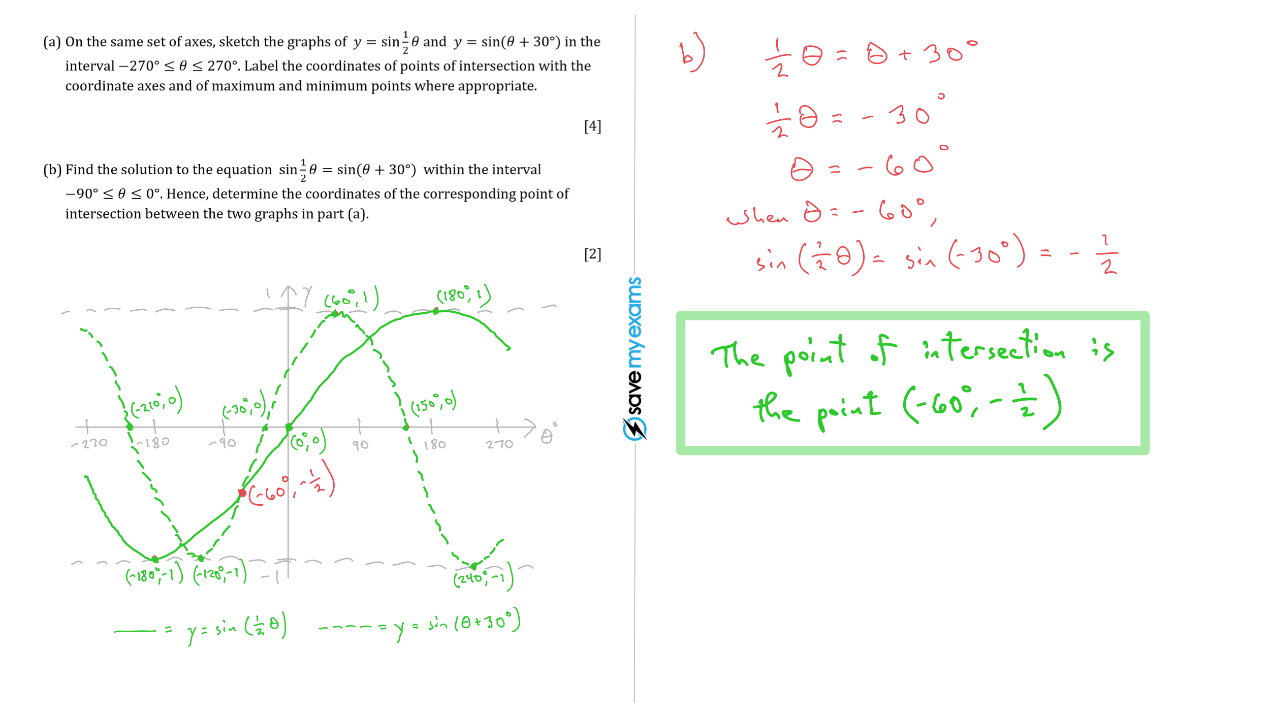 (a) On the same set of axes, sketch the graphs of y = sin½θ and y = sin(θ + 30°) in the
interval −270° ≤ θ ≤ 270°. Label the coordinates of points of intersection with the
coordinate axes and of maximum and minimum points where appropriate.
[4]
(b) Find the solution to the equation sin½θ = sin(θ + 30°) within the interval
−90° ≤ θ ≤ 0°. Hence, determine the coordinates of the corresponding point of
intersection between the two graphs in part (a).
[2]
1 y
(60°, 1)
(180°, 1)
(-210°, 0)
(-30°, 0)
(150°, 0)
-270 -180 -90 90 180 270 θ°
(0°, 0)
(-60°, -½)
-1
(-180°, -1) (-120°, -1)
(240°, -1)
= y = sin(½θ) = y = sin(θ+30°)
save my exams
b) ½θ = θ + 30°
½θ = - 30°
θ = - 60°
when θ = - 60°,
sin(½θ) = sin(-30°) = - ½
The point of intersection is
the point (-60°, -½)